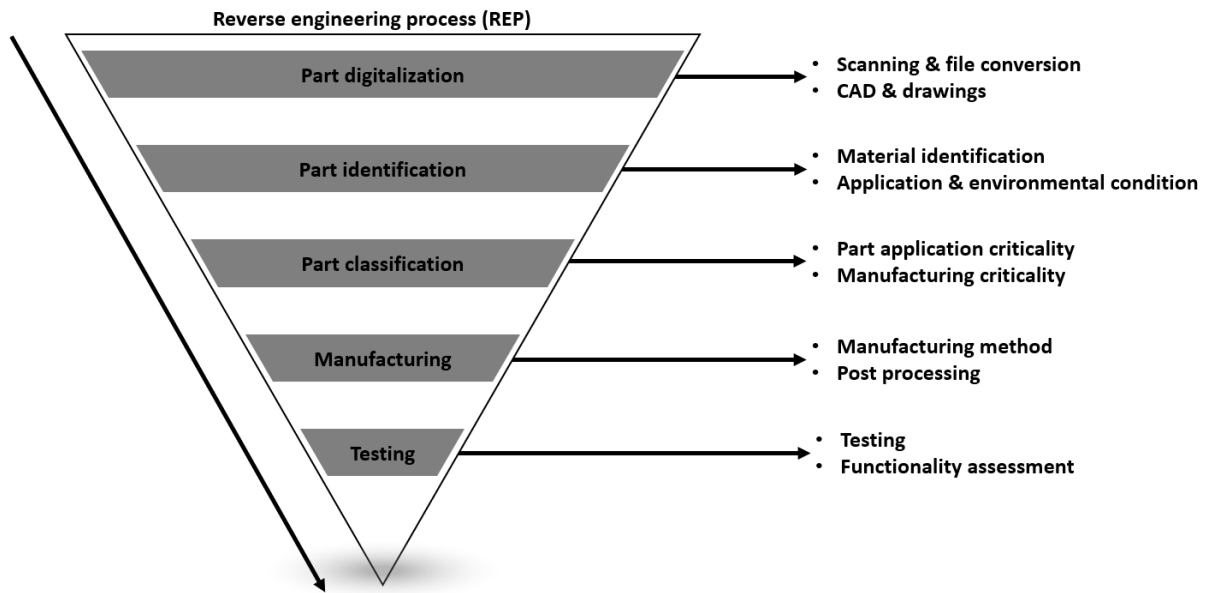 Reverse engineering process (REP)
Part digitalization
• Scanning & file conversion
• CAD & drawings
Part identification
• Material identification
• Application & environmental condition
Part classification
• Part application criticality
• Manufacturing criticality
Manufacturing
• Manufacturing method
• Post processing
Testing
• Testing
• Functionality assessment